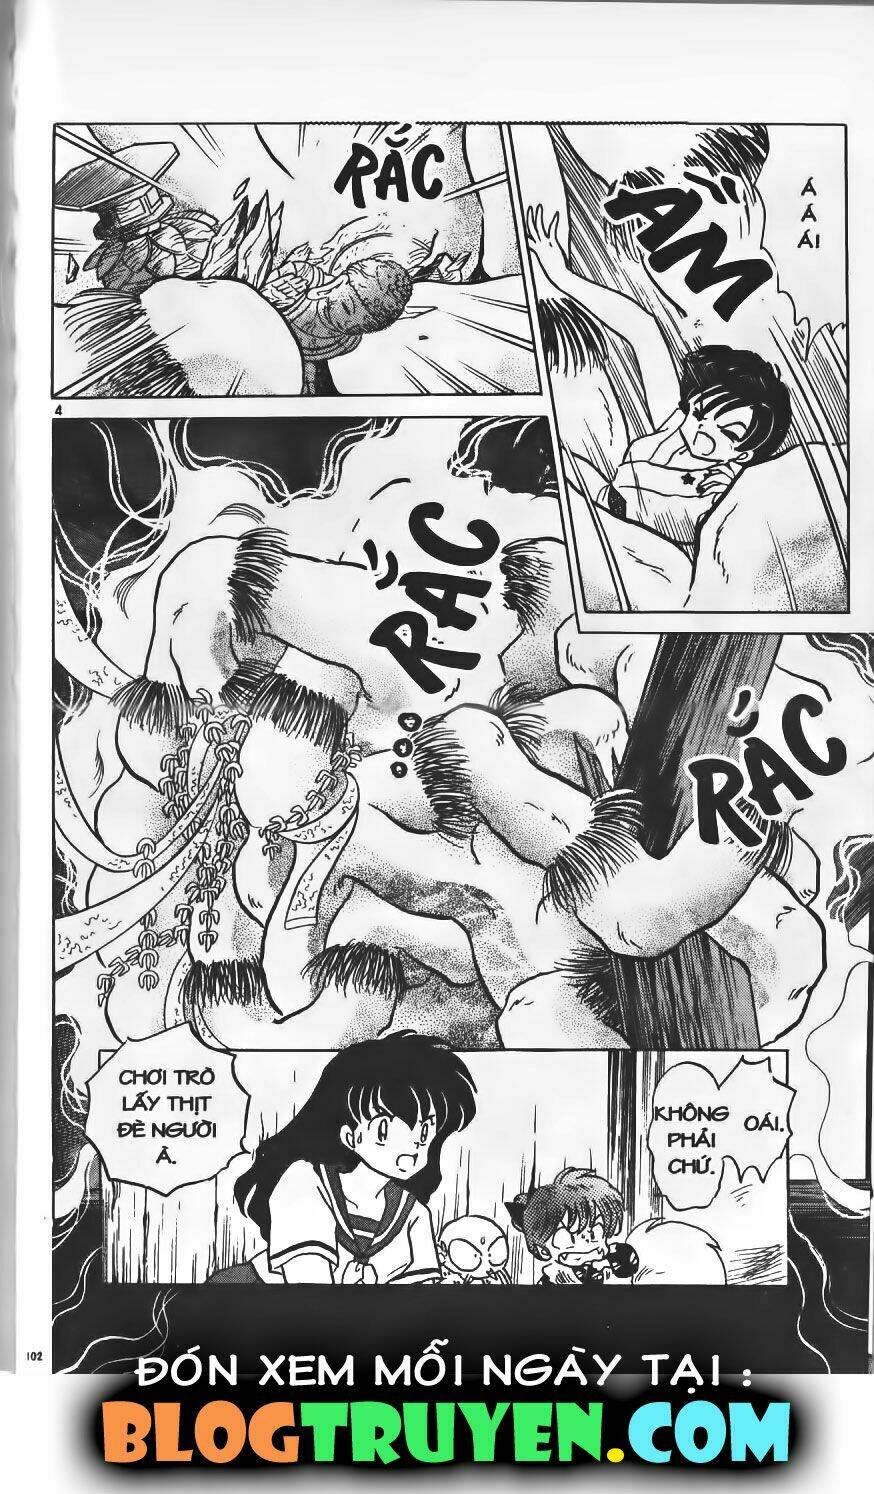 Á
Á
ÁI
ẦM
RẮC
4
RẮC
...
RẮC
OÁI.
KHÔNG
PHẢI
CHỨ.
CHƠI TRÒ
LẤY THỊT
ĐÈ NGƯỜI
À.
102
ĐÓN XEM MỖI NGÀY TẠI :
BLOGTRUYEN.COM